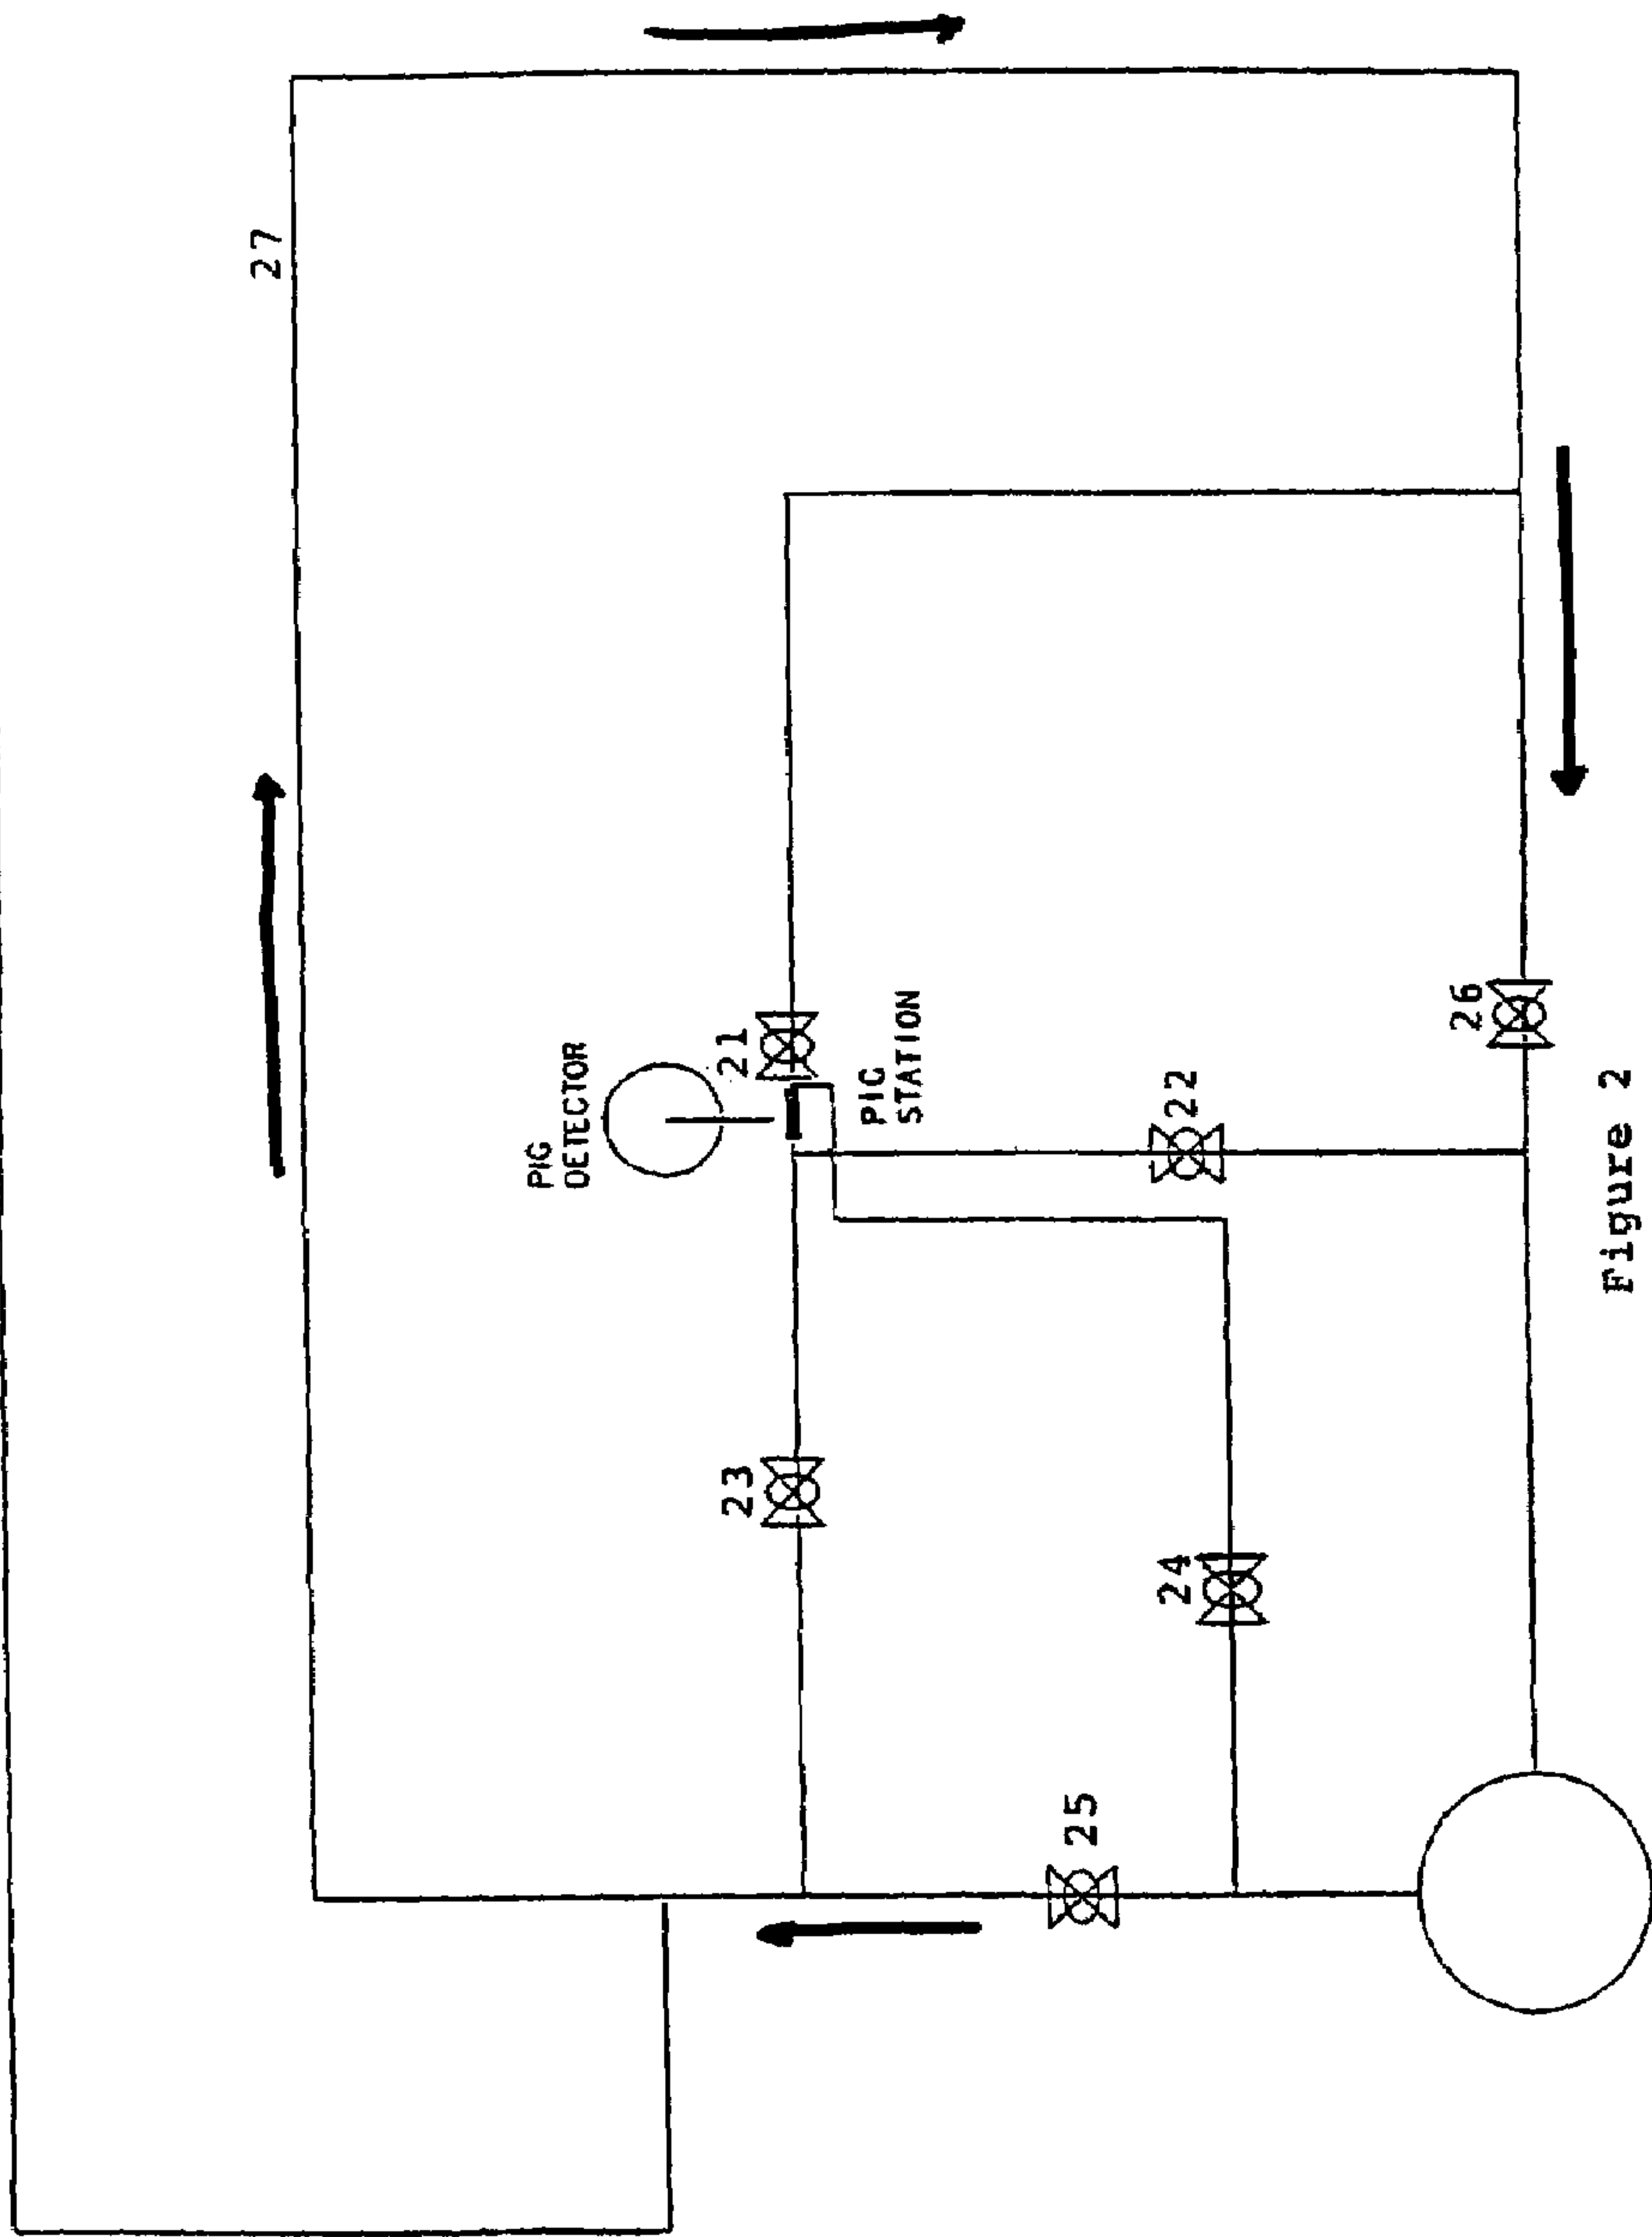 27
PIG
DETECTOR
21
PIG
STATION
26
22
23
24
25
Figure 2